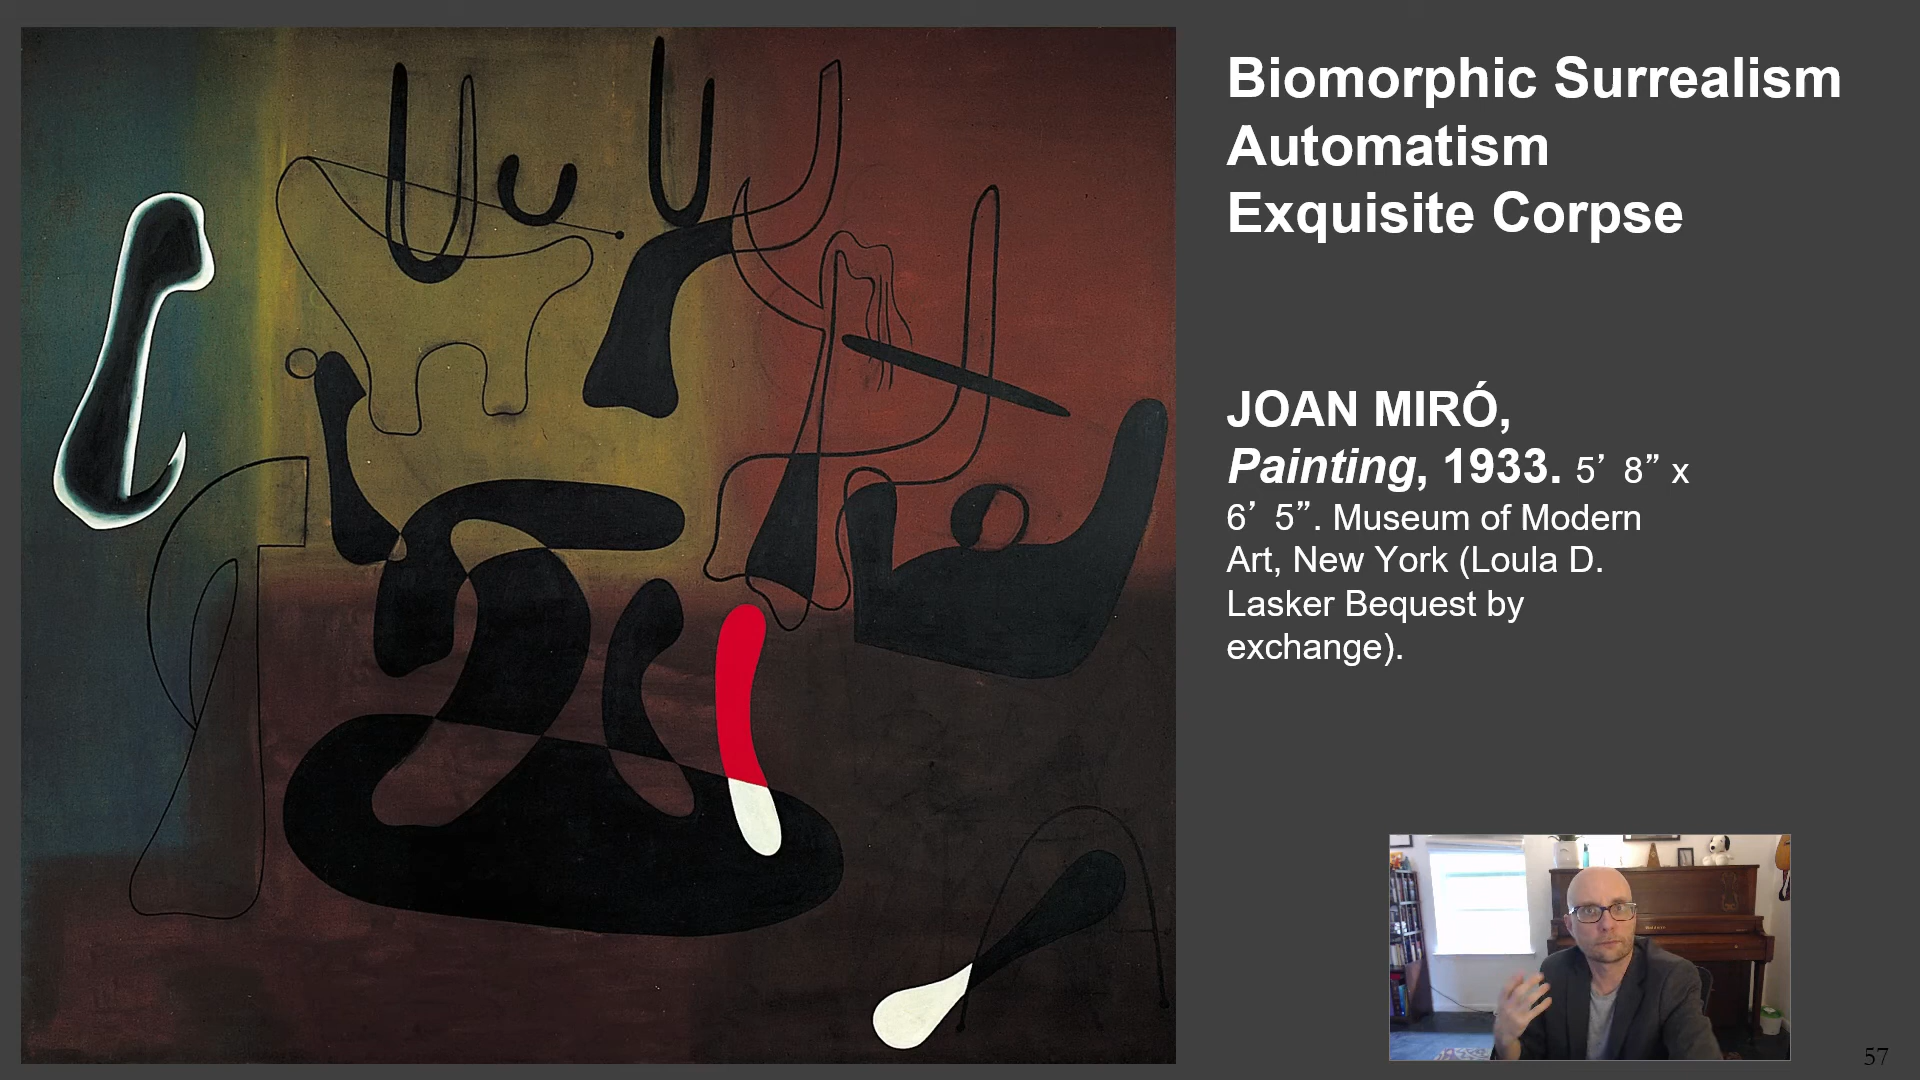 Biomorphic Surrealism
Automatism
Exquisite Corpse
JOAN MIRÓ,
Painting, 1933. 5’ 8” x
6’ 5”. Museum of Modern
Art, New York (Loula D.
Lasker Bequest by
exchange).
57